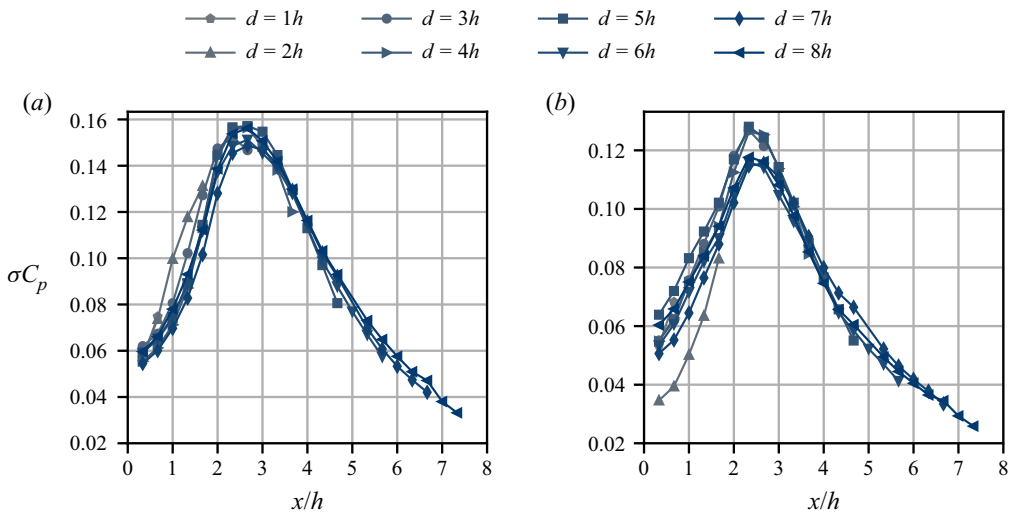 d = 1h d = 3h d = 5h d = 7h
d = 2h d = 4h d = 6h d = 8h
(a) (b)
0.16
0.14
0.12
0.10
0.08
0.06
0.04
0.02
σCp
0 1 2 3 4 5 6 7 8
x/h
0.12
0.10
0.08
0.06
0.04
0.02
0 1 2 3 4 5 6 7 8
x/h